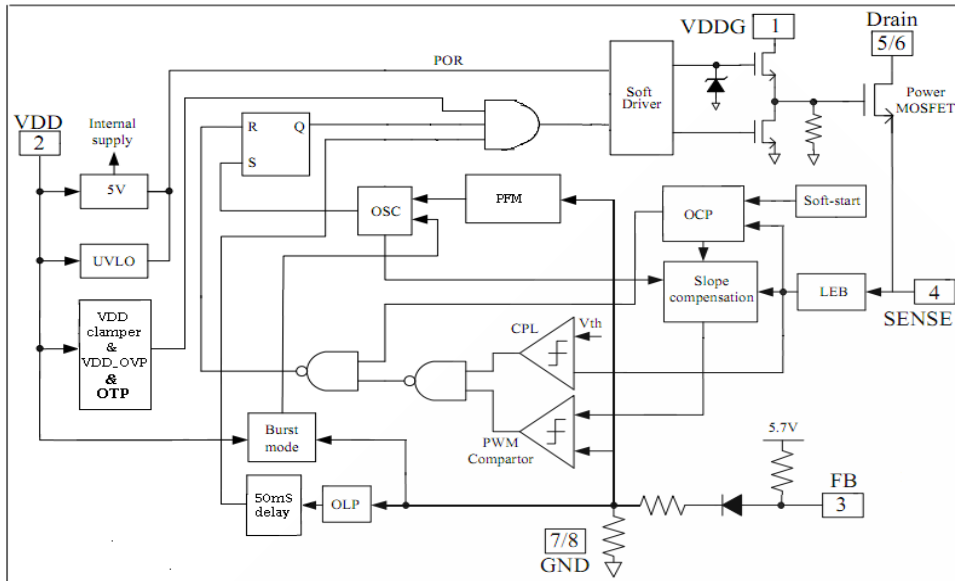 VDDG
1
Drain
5/6
POR
Soft
Driver
Power
MOSFET
VDD
2
Internal
supply
R
Q
S
5V
OSC
PFM
OCP
Soft-start
UVLO
Slope
compensation
LEB
4
SENSE
VDD
clamper
&
VDD_OVP
&
OTP
CPL
Vth
Burst
mode
PWM
Compartor
5.7V
50mS
delay
OLP
FB
3
7/8
GND